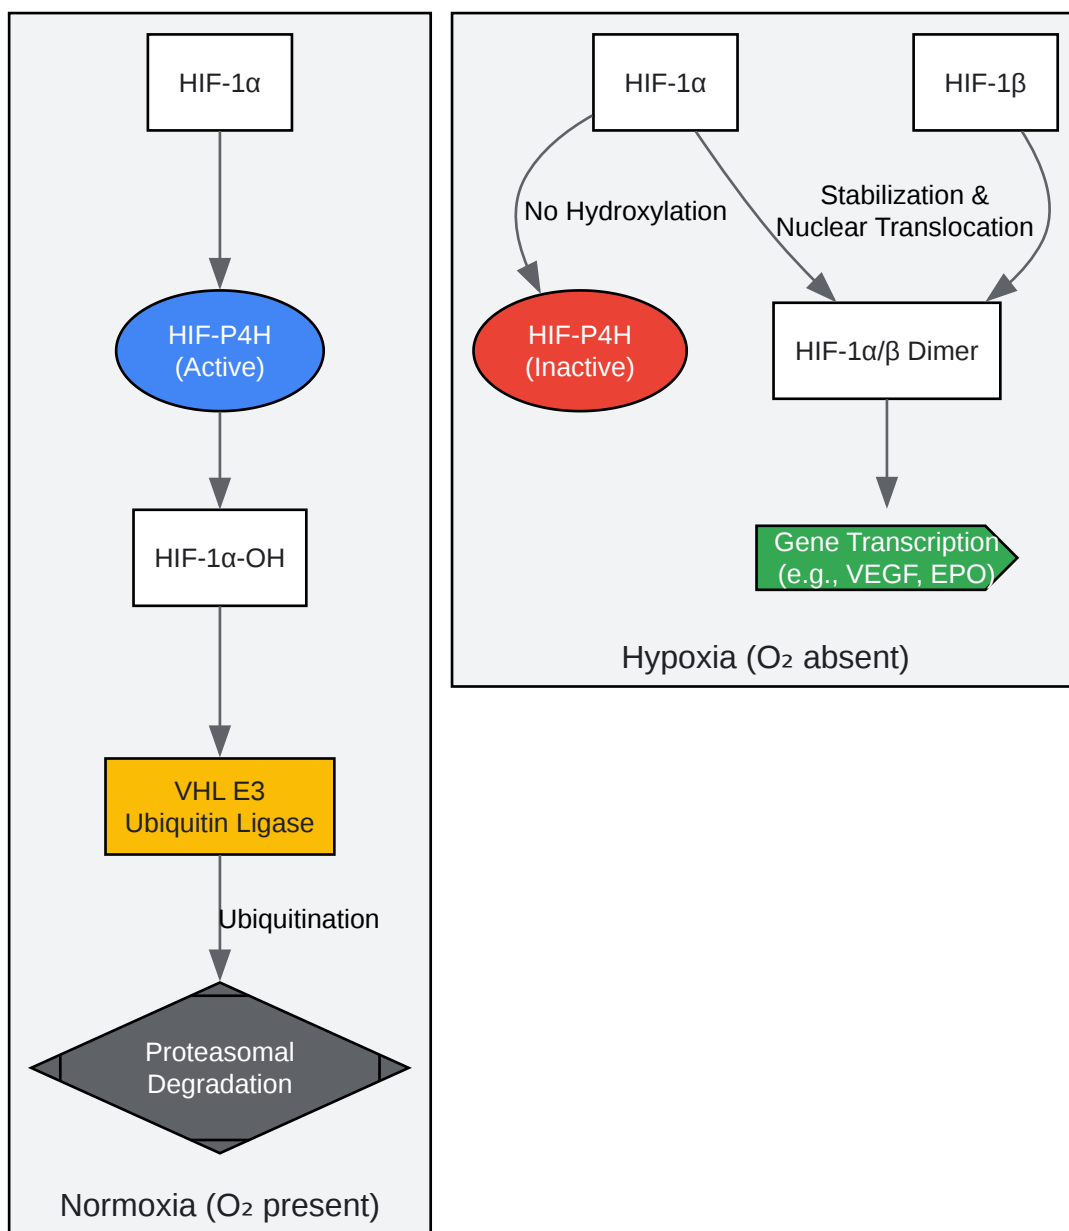 HIF-1α
HIF-P4H
(Active)
HIF-1α-OH
VHL E3
Ubiquitin Ligase
Ubiquitination
Proteasomal
Degradation
Normoxia (O₂ present)
HIF-1α
HIF-1β
No Hydroxylation
Stabilization &
Nuclear Translocation
HIF-P4H
(Inactive)
HIF-1α/β Dimer
Gene Transcription
(e.g., VEGF, EPO)
Hypoxia (O₂ absent)